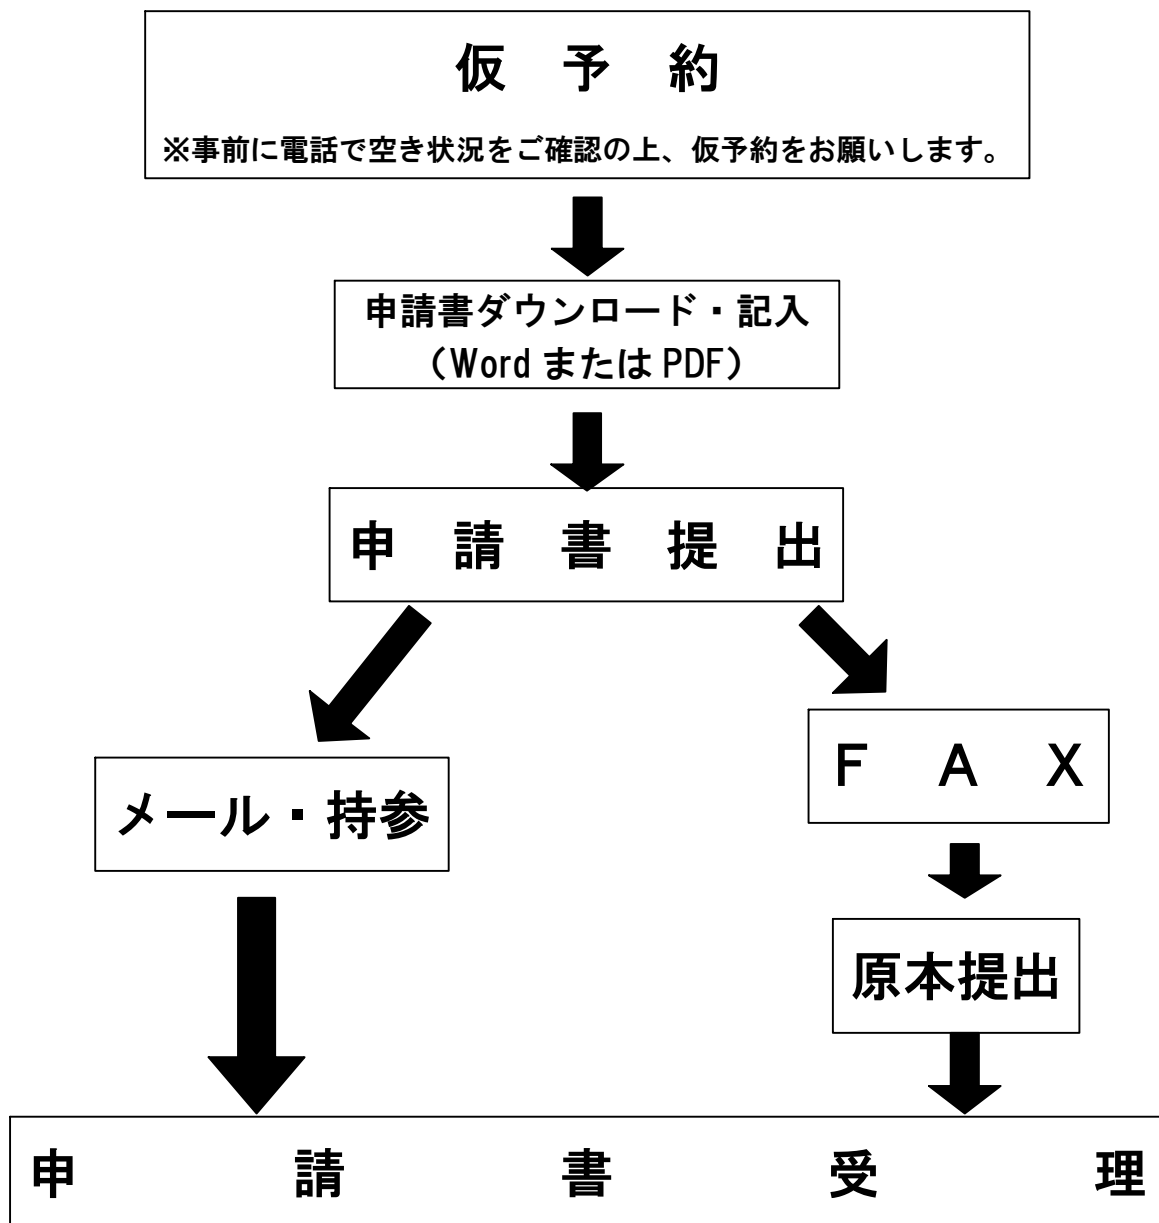 仮予約
※事前に電話で空き状況をご確認の上、仮予約をお願いします。
申請書ダウンロード・記入
（Word または PDF）
申請書提出
メール・持参
ＦＡＸ
原本提出
申請書受理